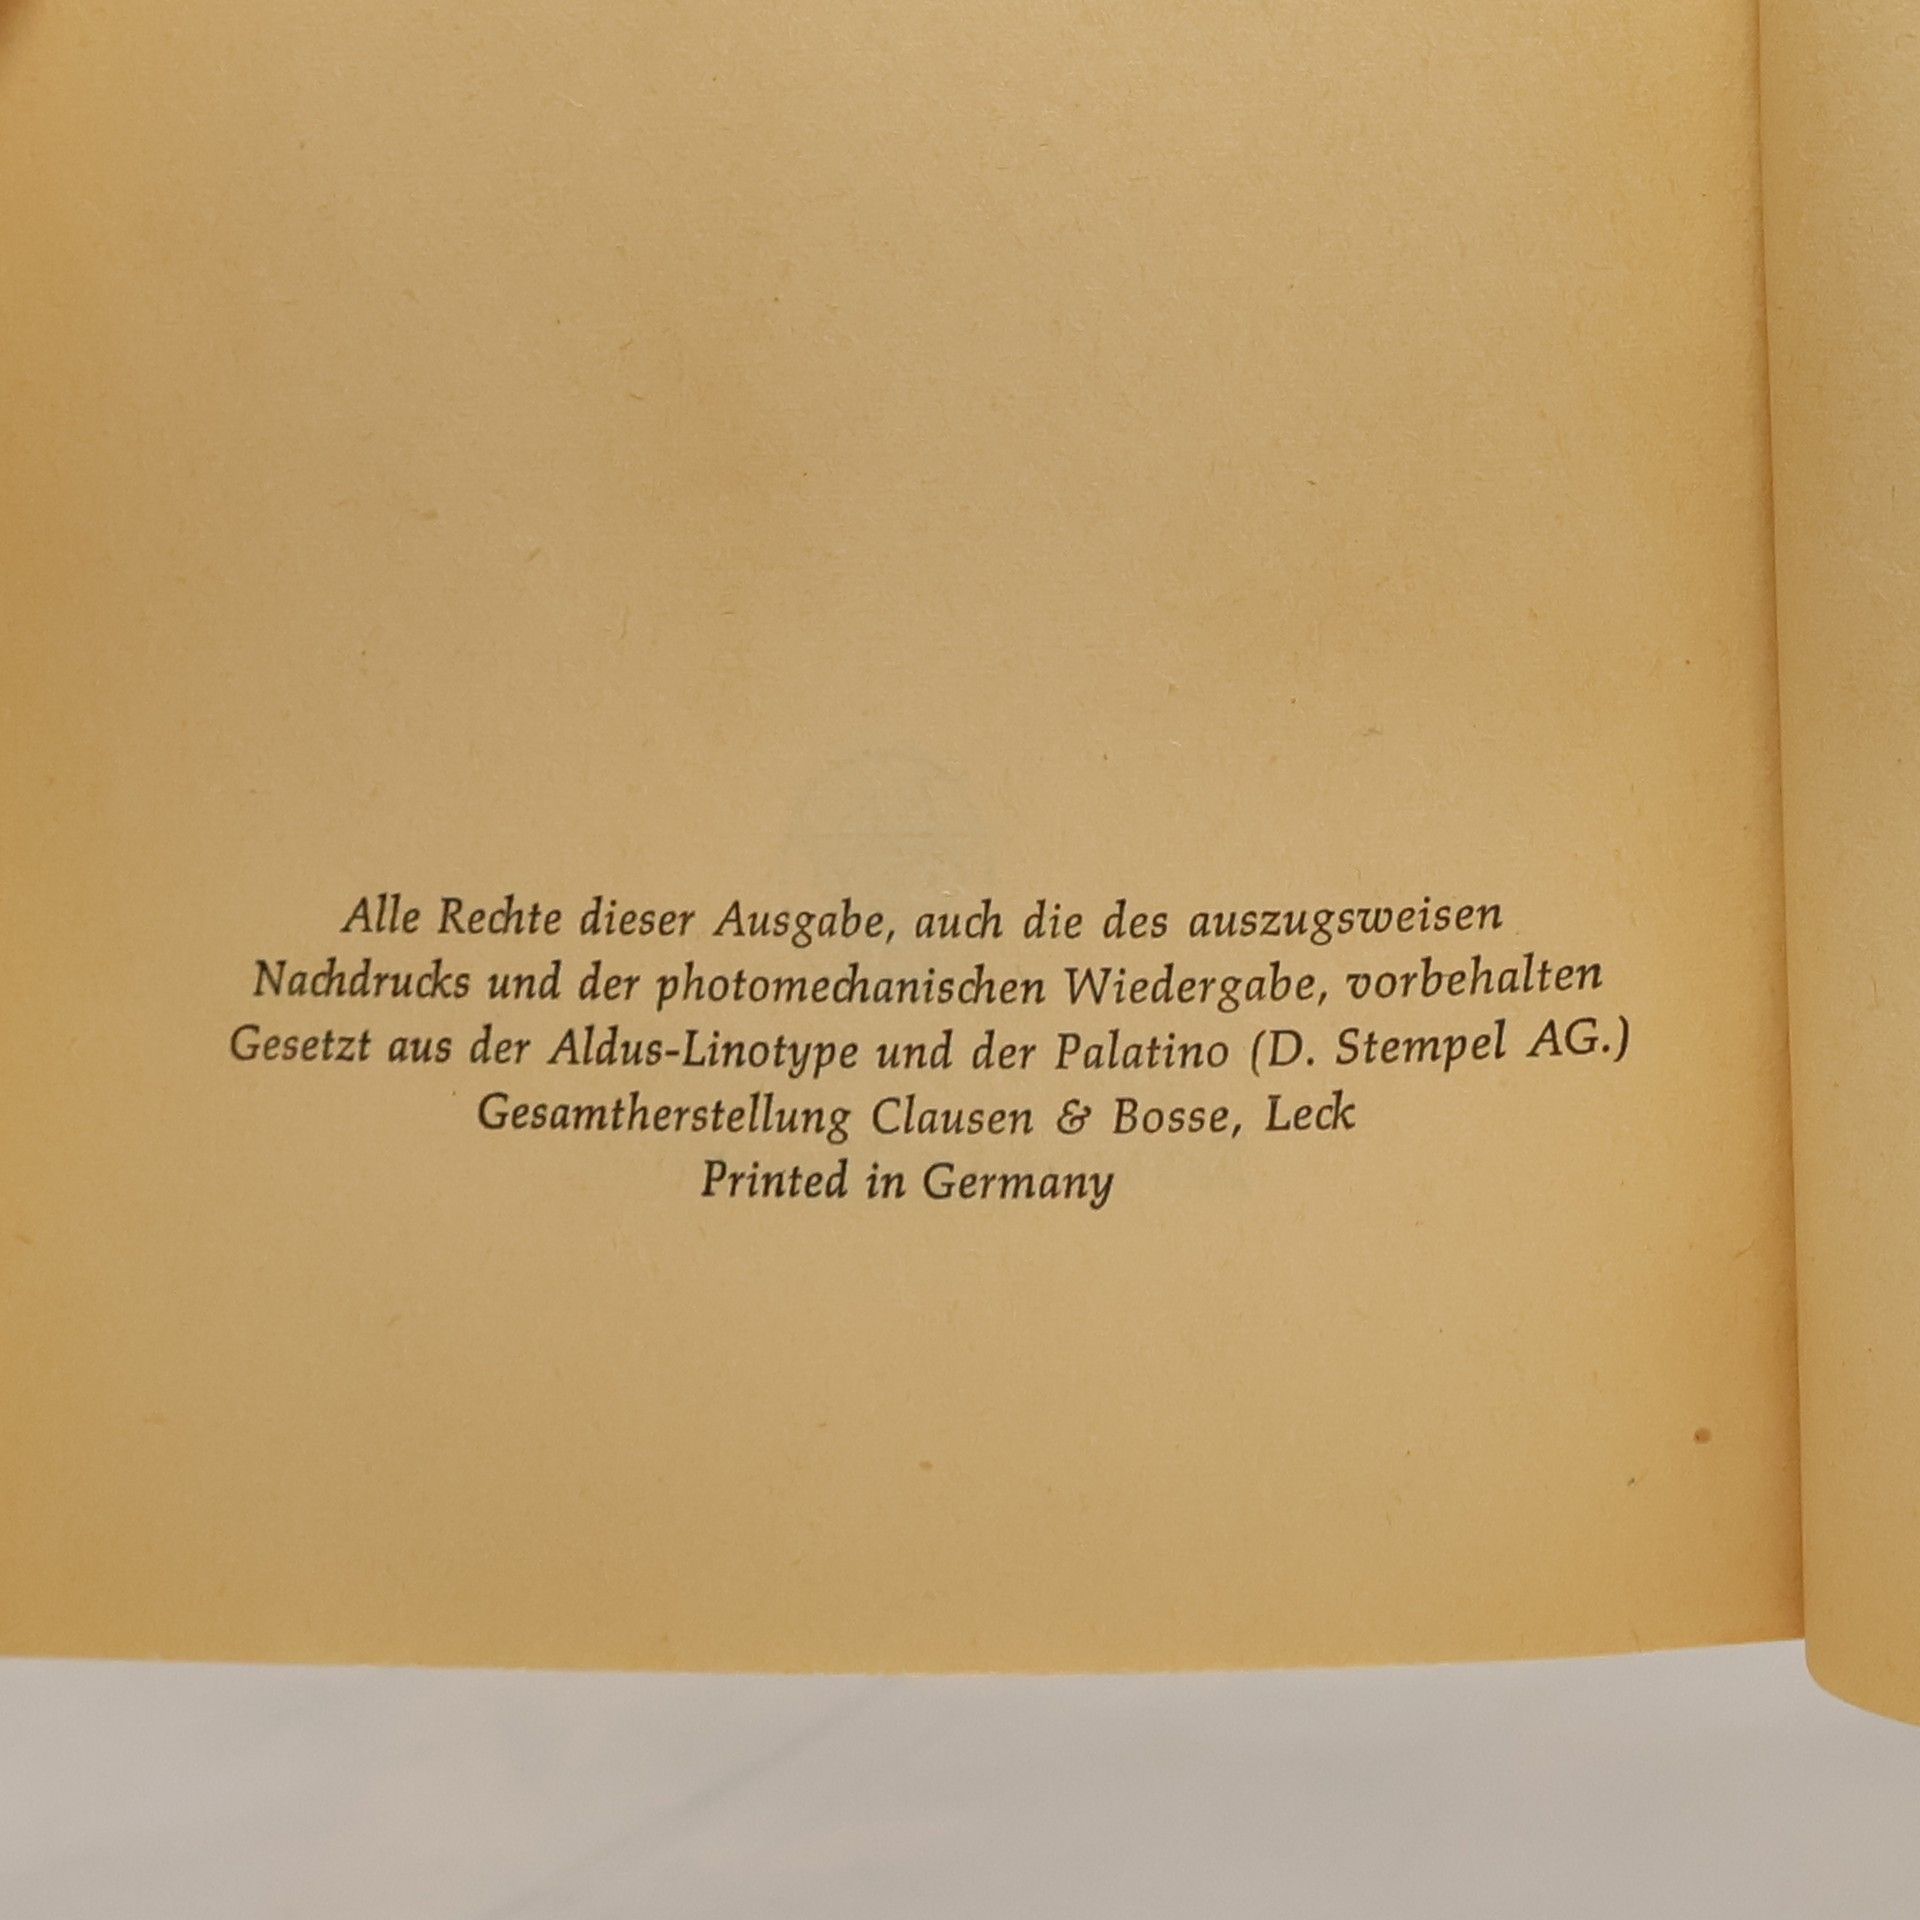 Alle Rechte dieser Ausgabe, auch die des auszugsweisen
Nachdrucks und der photomechanischen Wiedergabe, vorbehalten
Gesetzt aus der Aldus-Linotype und der Palatino (D. Stempel AG.)
Gesamtherstellung Clausen & Bosse, Leck
Printed in Germany